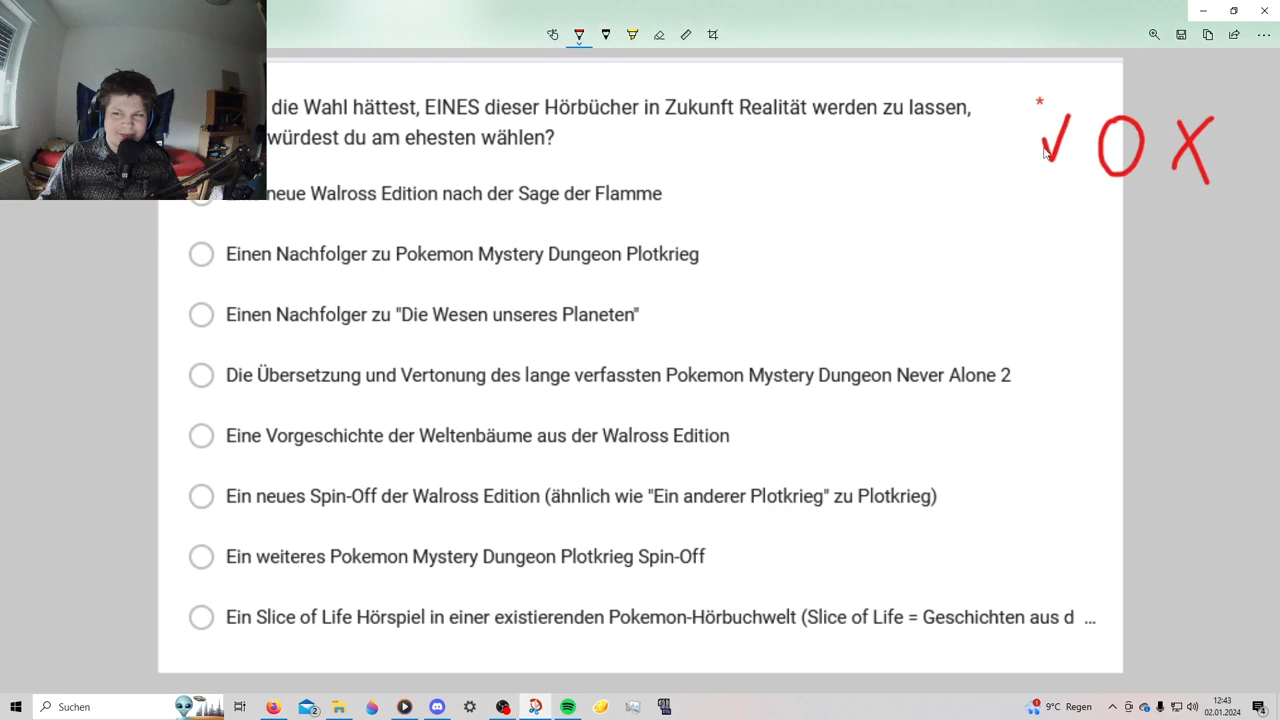 die Wahl hättest, EINES dieser Hörbücher in Zukunft Realität werden zu lassen, *
würdest du am ehesten wählen?
✓ O X
neue Walross Edition nach der Sage der Flamme
Einen Nachfolger zu Pokemon Mystery Dungeon Plotkrieg
Einen Nachfolger zu "Die Wesen unseres Planeten"
Die Übersetzung und Vertonung des lange verfassten Pokemon Mystery Dungeon Never Alone 2
Eine Vorgeschichte der Weltenbäume aus der Walross Edition
Ein neues Spin-Off der Walross Edition (ähnlich wie "Ein anderer Plotkrieg" zu Plotkrieg)
Ein weiteres Pokemon Mystery Dungeon Plotkrieg Spin-Off
Ein Slice of Life Hörspiel in einer existierenden Pokemon-Hörbuchwelt (Slice of Life = Geschichten aus d ...
Suchen
2
9°C Regen
12:43
02.01.2024